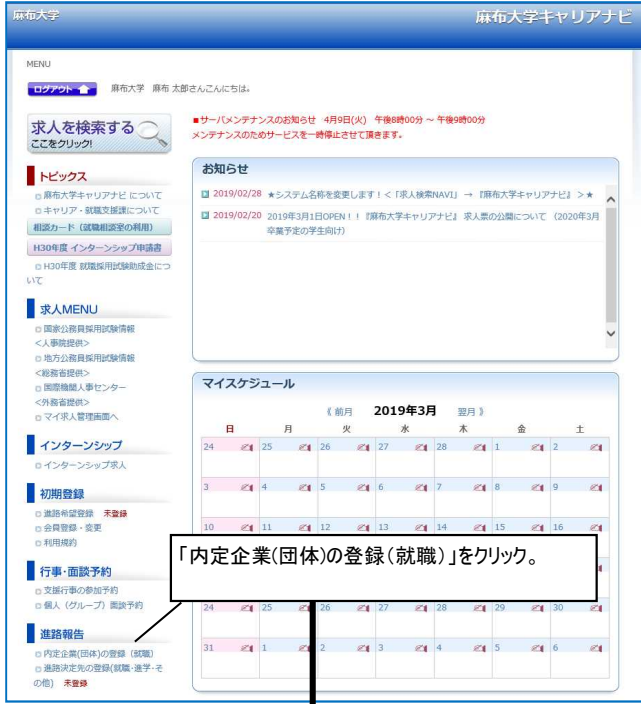 麻布大学
麻布大学キャリアナビ
MENU
ログアウト
麻布大学 麻布 太郎さんこんにちは。
求人を検索する
ここをクリック!
トピックス
麻布大学キャリアナビ について
キャリア・就職支援課について
相談カード（就職相談室の利用）
H30年度 インターンシップ申請書
H30年度 就職採用試験助成金につ
いて
求人MENU
国家公務員採用試験情報
<人事院提供>
地方公務員採用試験情報
<総務省提供>
国際機関人事センター
<外務省提供>
マイ求人管理画面へ
インターンシップ
インターンシップ求人
初期登録
進路希望登録 未登録
会員登録・変更
利用規約
行事・面談予約
支援行事の参加予約
個人（グループ）面談予約
進路報告
内定企業(団体)の登録（就職）
進路決定先の登録(就職・進学・そ
の他) 未登録
■サーバメンテナンスのお知らせ 4月9日(火) 午後8時00分 ～ 午後9時00分
メンテナンスのためサービスを一時停止させて頂きます。
お知らせ
2019/02/28 ★システム名称を変更します！＜「求人検索NAVI」→『麻布大学キャリアナビ』＞★
2019/02/20 2019年3月1日OPEN！！『麻布大学キャリアナビ』 求人票の公開について （2020年3月
卒業予定の学生向け）
マイスケジュール
《 前月 2019年3月 翌月 》
日 月 火 水 木 金 土
24 25 26 27 28 1 2
3 4 5 6 7 8 9
10 11 12 13 14 15 16
「内定企業(団体)の登録（就職）」をクリック。
24 25 26 27 28 29 30
31 1 2 3 4 5 6